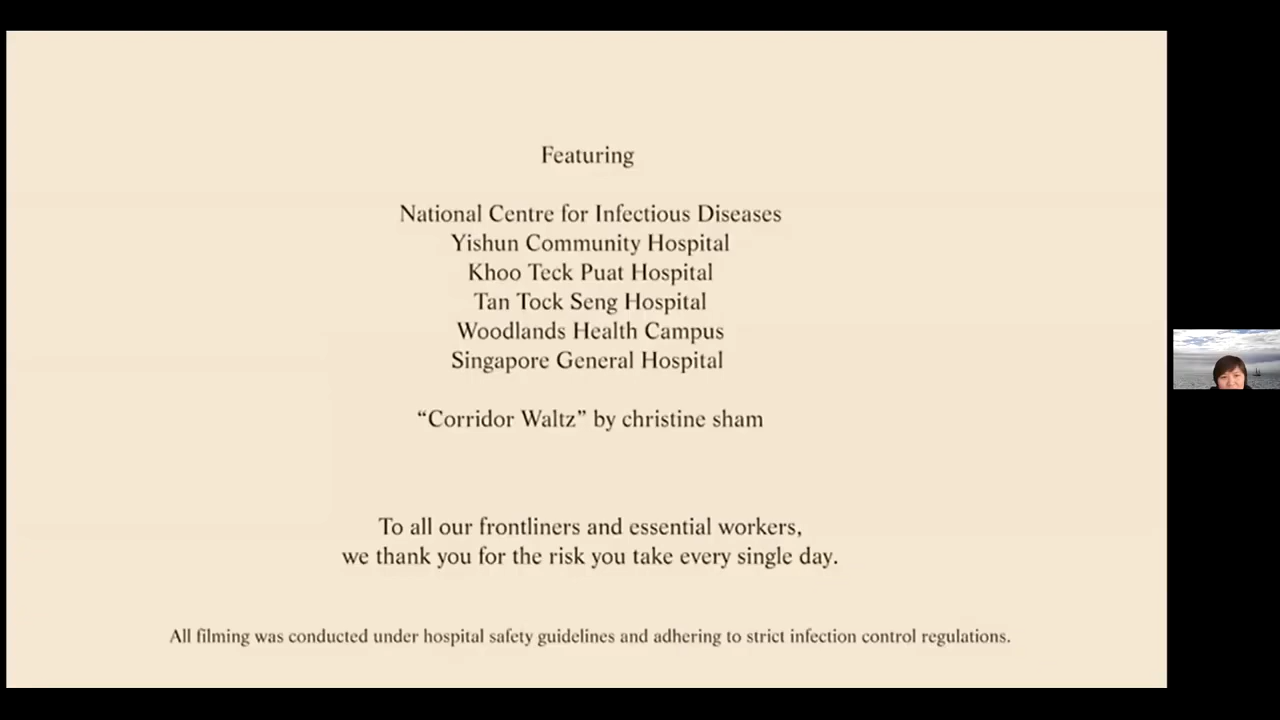 Featuring
National Centre for Infectious Diseases
Yishun Community Hospital
Khoo Teck Puat Hospital
Tan Tock Seng Hospital
Woodlands Health Campus
Singapore General Hospital
“Corridor Waltz” by christine sham
To all our frontliners and essential workers,
we thank you for the risk you take every single day.
All filming was conducted under hospital safety guidelines and adhering to strict infection control regulations.